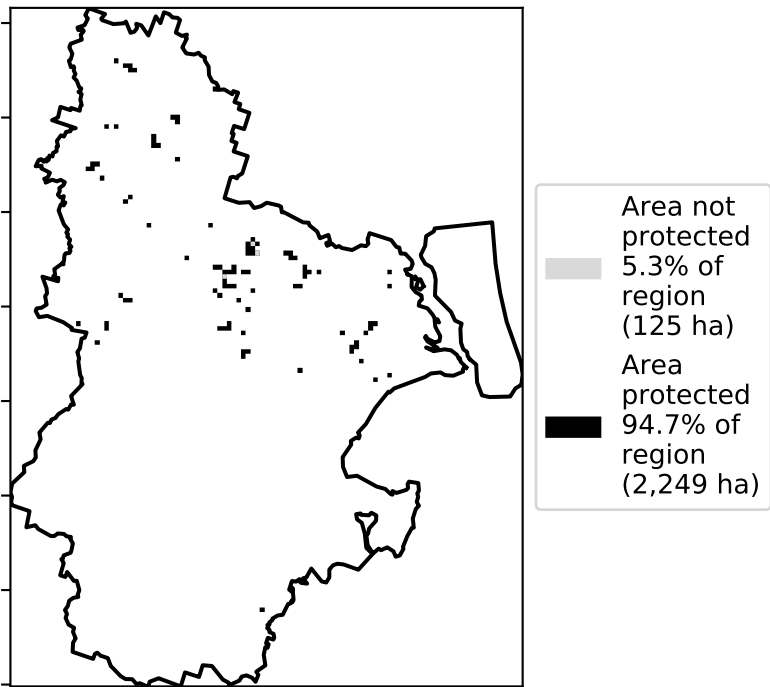 Area not
protected
5.3% of
region
(125 ha)
Area
protected
94.7% of
region
(2,249 ha)